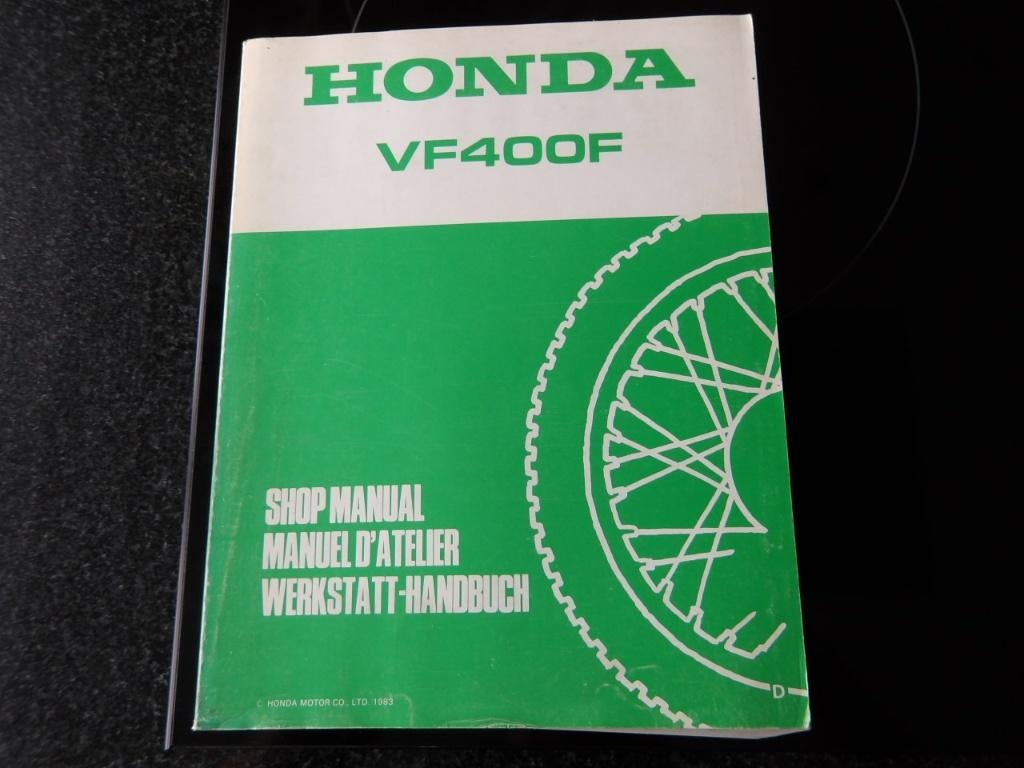 HONDA
VF400F
SHOP MANUAL
MANUEL D'ATELIER
WERKSTATT-HANDBUCH
D
© HONDA MOTOR CO., LTD. 1983